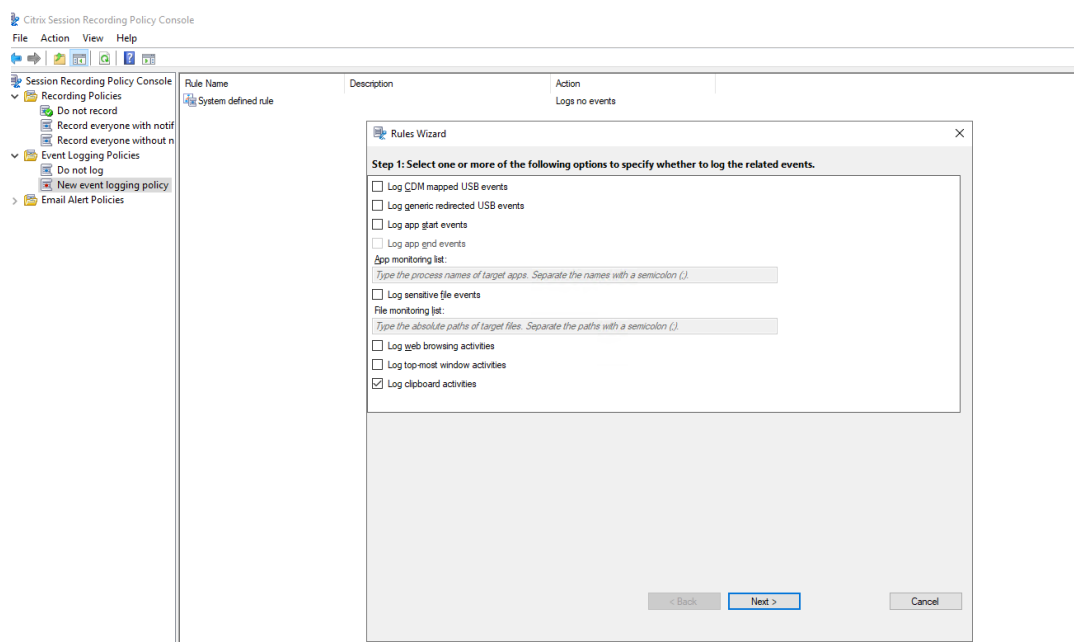 Citrix Session Recording Policy Console
File Action View Help
Session Recording Policy Console
Recording Policies
Do not record
Record everyone with notif
Record everyone without n
Event Logging Policies
Do not log
New event logging policy
Email Alert Policies
Rule Name Description Action
System defined rule Logs no events
Rules Wizard
Step 1: Select one or more of the following options to specify whether to log the related events.
Log CDM mapped USB events
Log generic redirected USB events
Log app start events
Log app end events
App monitoring list:
Type the process names of target apps. Separate the names with a semicolon (;).
Log sensitive file events
File monitoring list:
Type the absolute paths of target files. Separate the paths with a semicolon (;).
Log web browsing activities
Log top-most window activities
Log clipboard activities
< Back Next > Cancel